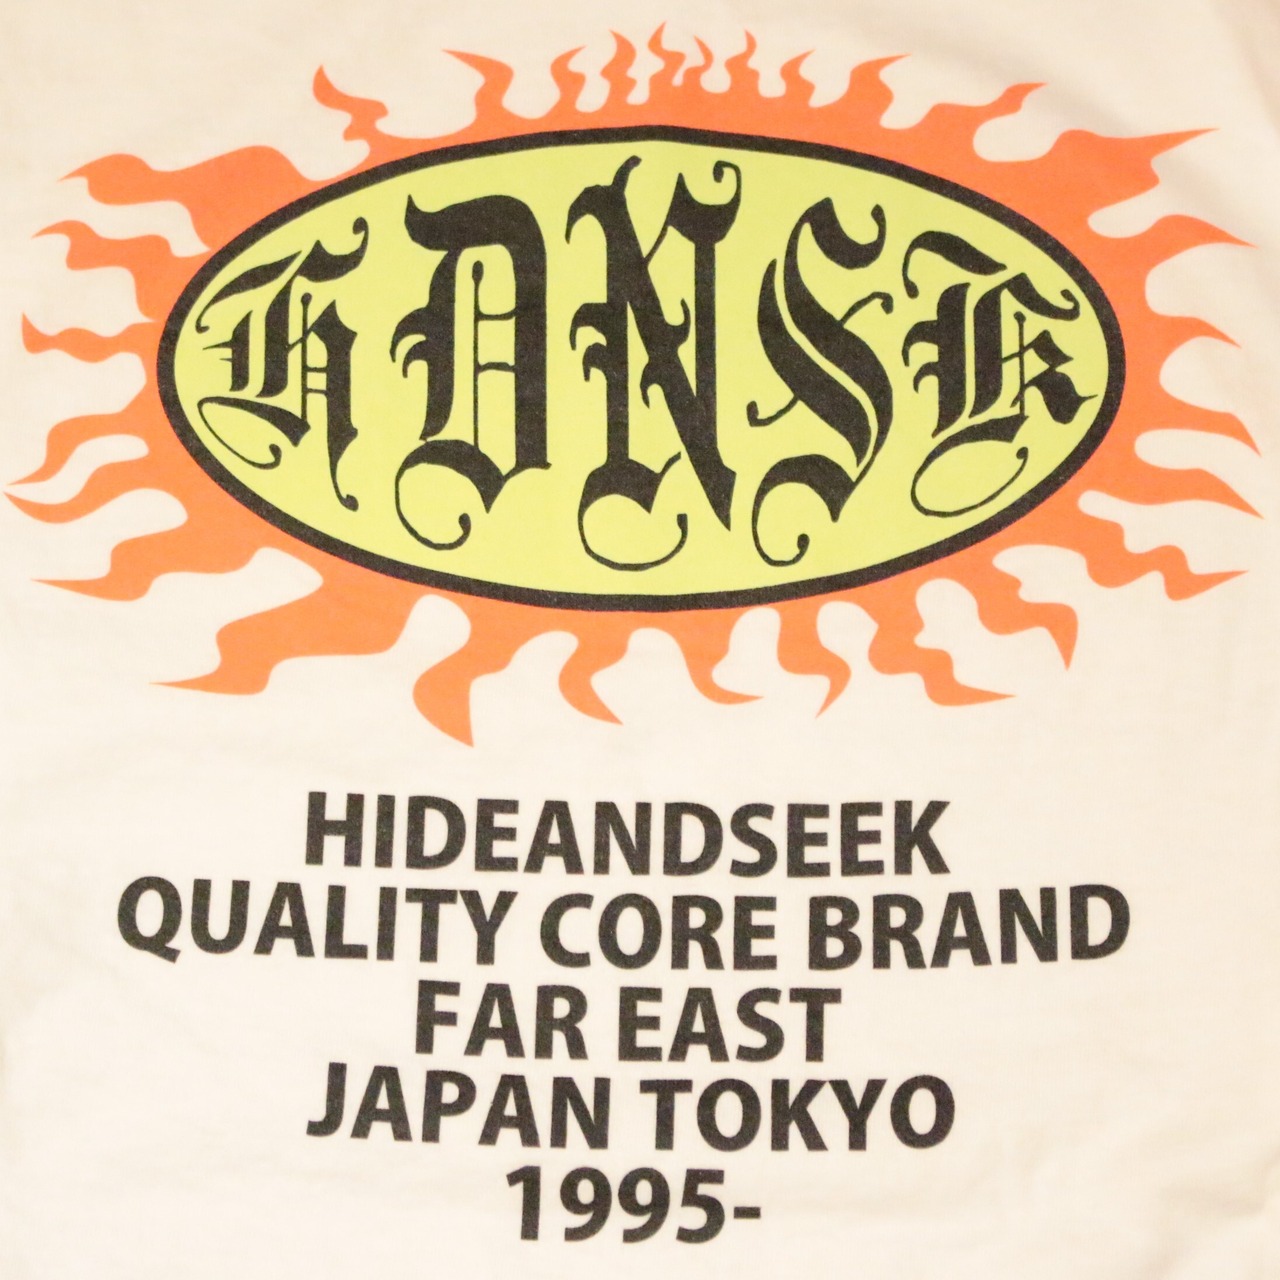 HDNSK
HIDEANDSEEK
QUALITY CORE BRAND
FAR EAST
JAPAN TOKYO
1995-